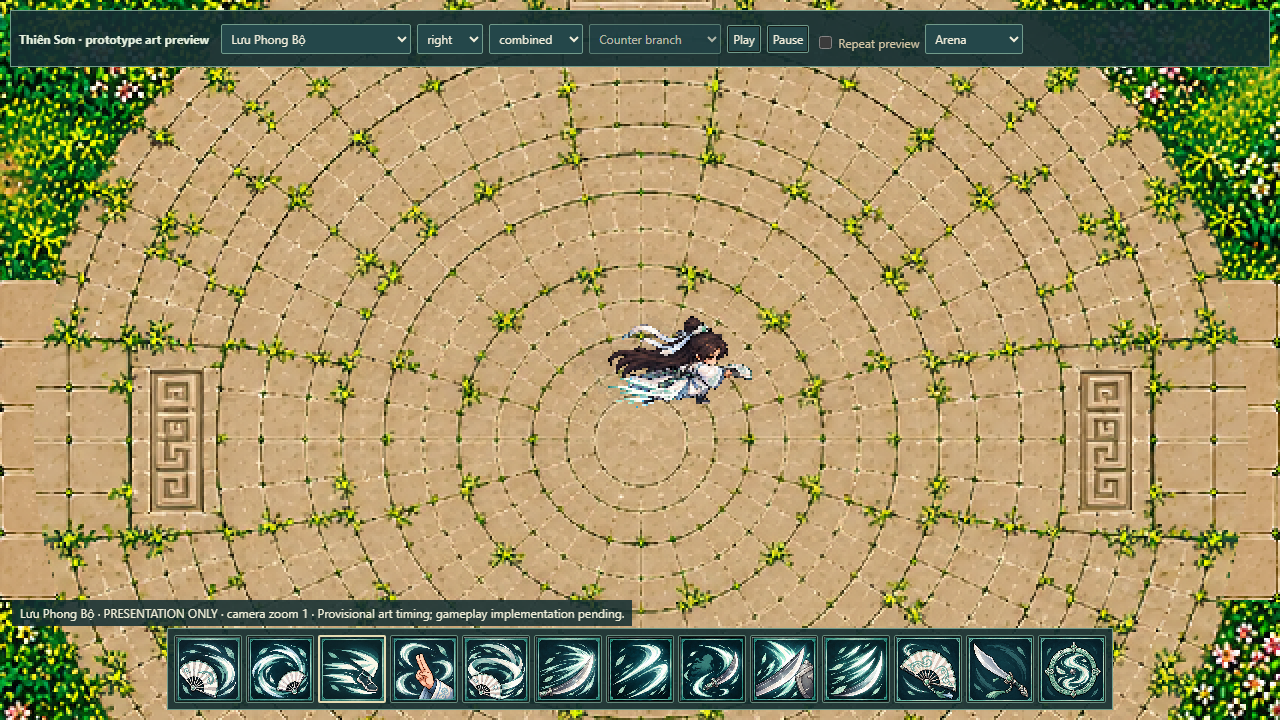 Thiên Sơn · prototype art preview Lưu Phong Bộ right combined Counter branch Play Pause Repeat preview Arena
Lưu Phong Bộ · PRESENTATION ONLY · camera zoom 1 · Provisional art timing; gameplay implementation pending.